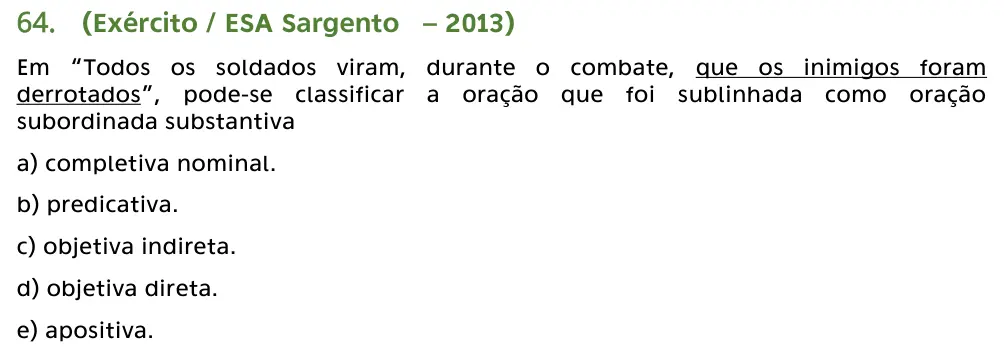 64. (Exército / ESA Sargento – 2013)
Em “Todos os soldados viram, durante o combate, que os inimigos foram
derrotados”, pode-se classificar a oração que foi sublinhada como oração
subordinada substantiva
a) completiva nominal.
b) predicativa.
c) objetiva indireta.
d) objetiva direta.
e) apositiva.